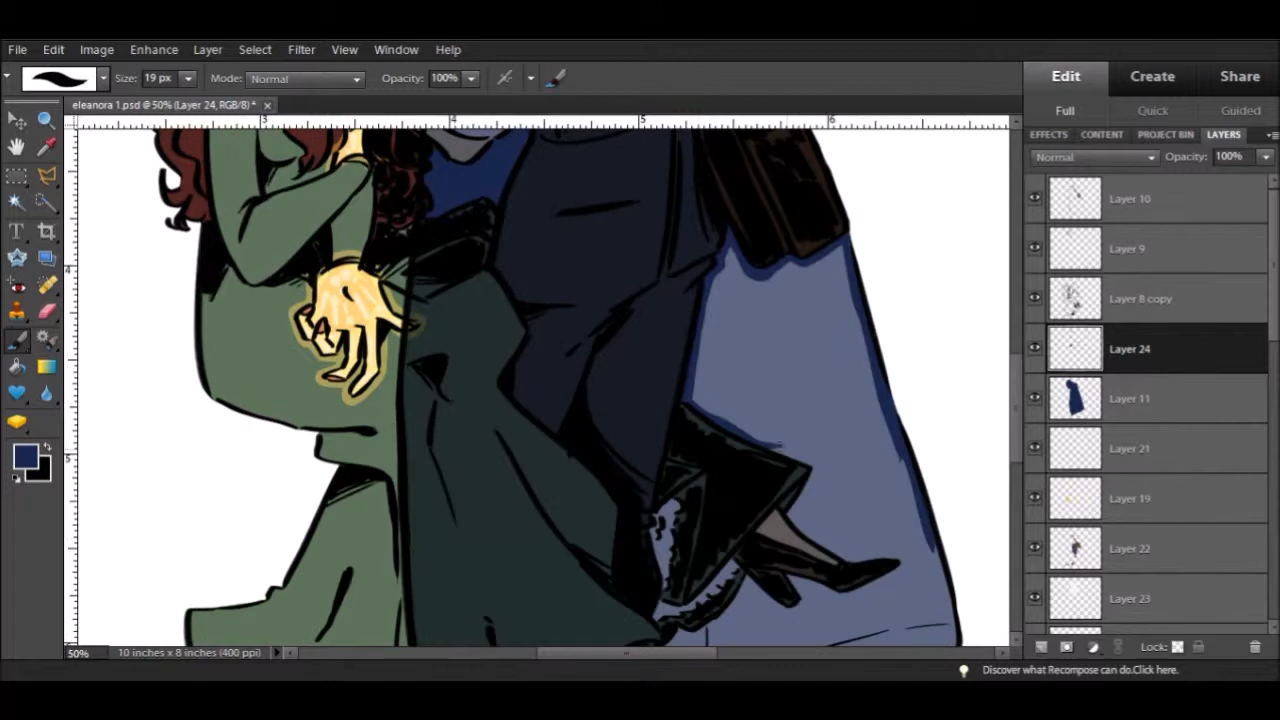 File Edit Image Enhance Layer Select Filter View Window Help
Size: 19 px Mode: Normal Opacity: 100%
Edit Create Share
Full Quick Guided
eleanora 1.psd @ 50% (Layer 24, RGB/8) *
EFFECTS CONTENT PROJECT BIN LAYERS
Normal Opacity: 100%
3 4 5 6
Layer 10
Layer 9
4
Layer 8 copy
Layer 24
Layer 11
5
Layer 21
Layer 19
Layer 22
Layer 23
50% 10 inches x 8 inches (400 ppi) Lock:
Discover what Recompose can do.Click here.